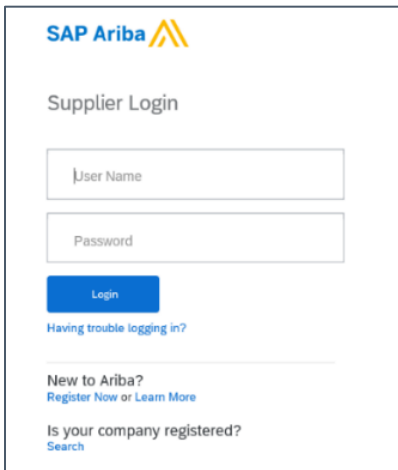 SAP Ariba
Supplier Login
User Name
Password
Login
Having trouble logging in?
New to Ariba?
Register Now or Learn More
Is your company registered?
Search